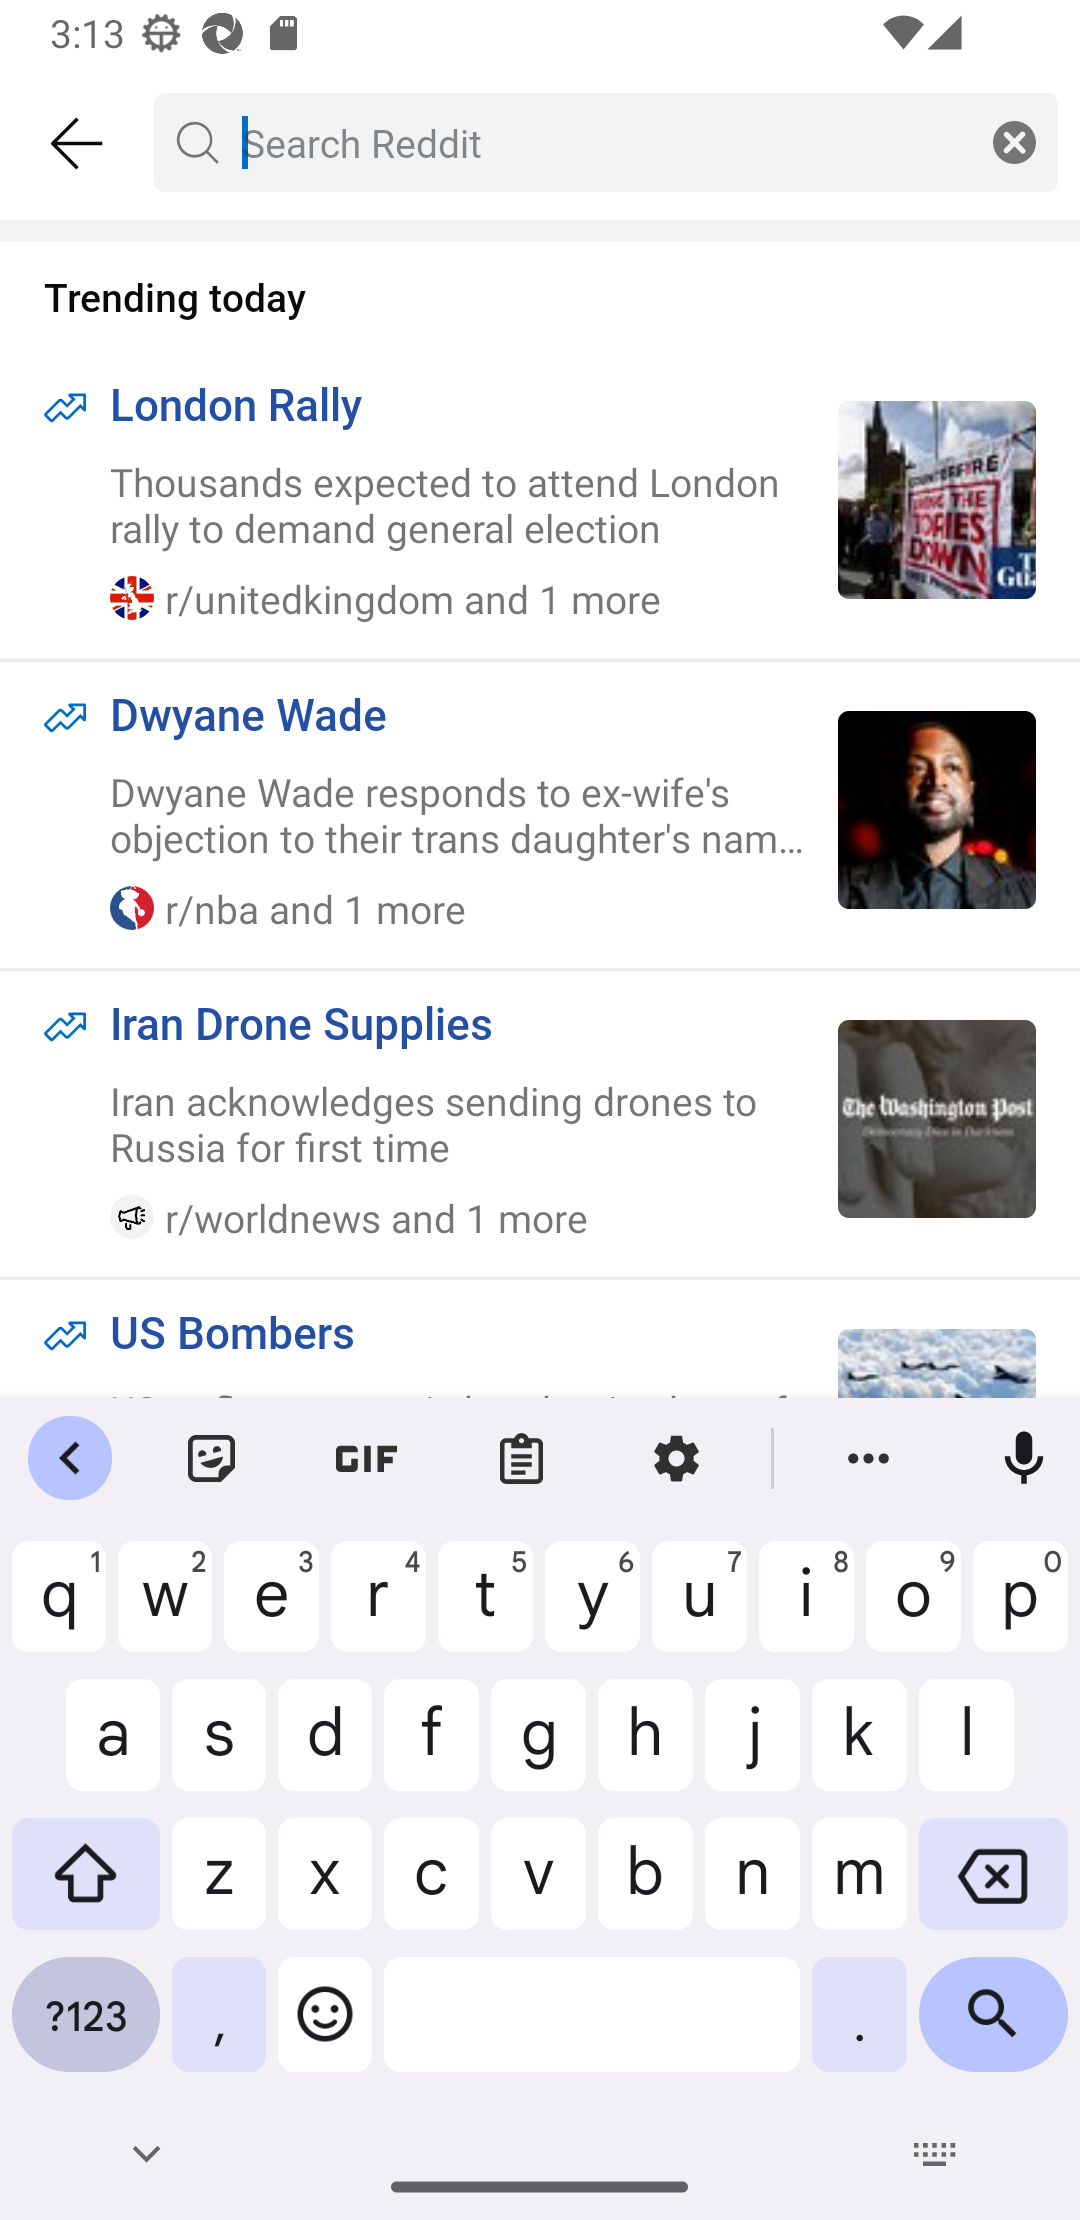 3:13
Search Reddit
Trending today
London Rally
Thousands expected to attend London
rally to demand general election
r/unitedkingdom and 1 more
Dwyane Wade
Dwyane Wade responds to ex-wife's
objection to their trans daughter's nam…
r/nba and 1 more
Iran Drone Supplies
Iran acknowledges sending drones to
Russia for first time
The Washington Post
r/worldnews and 1 more
US Bombers
GIF
q 1 w 2 e 3 r 4 t 5 y 6 u 7 i 8 o 9 p 0
a s d f g h j k l
z x c v b n m
?123 , .